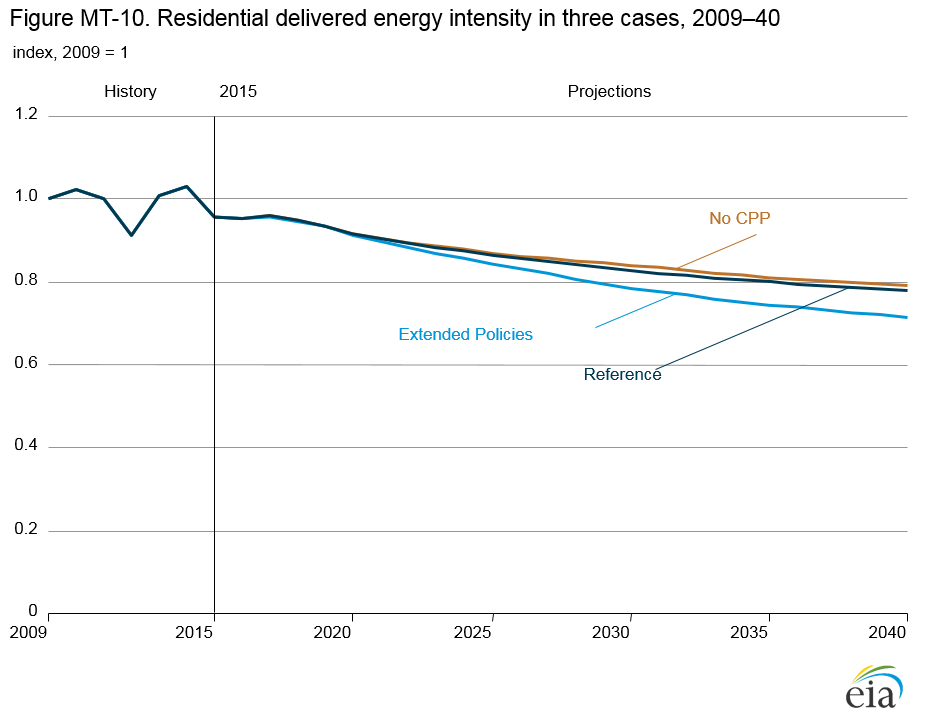 Figure MT-10. Residential delivered energy intensity in three cases, 2009–40
index, 2009 = 1
History 2015 Projections
1.2
1.0
No CPP
0.8
Extended Policies
0.6
Reference
0.4
0.2
0
2009 2015 2020 2025 2030 2035 2040
eia